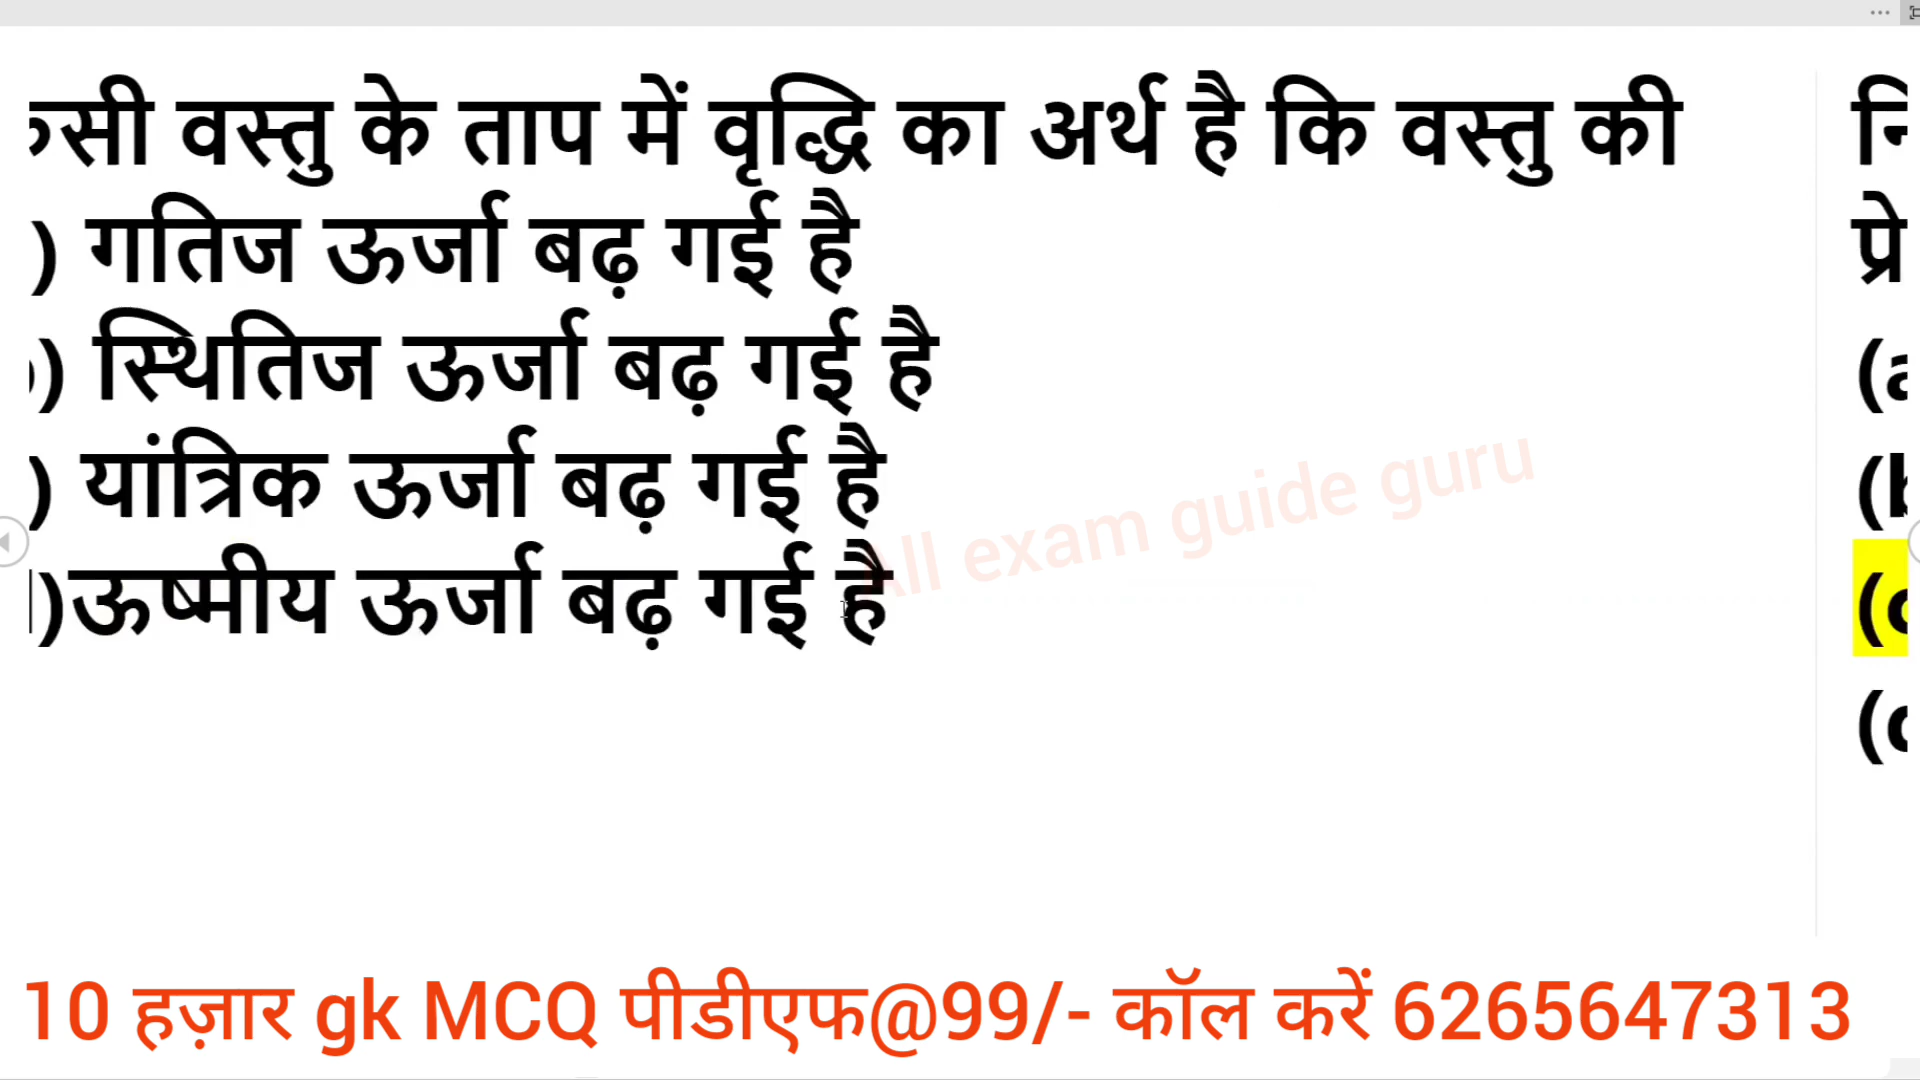 वस्तु के ताप में वृद्धि का अर्थ है कि वस्तु की
) गतिज ऊर्जा बढ़ गई है
) स्थितिज ऊर्जा बढ़ गई है
) यांत्रिक ऊर्जा बढ़ गई है
)ऊष्मीय ऊर्जा बढ़ गई है
All exam guide guru
प्रे
(a
(b
(c
(d
10 हज़ार gk MCQ पीडीएफ@99/- कॉल करें 6265647313